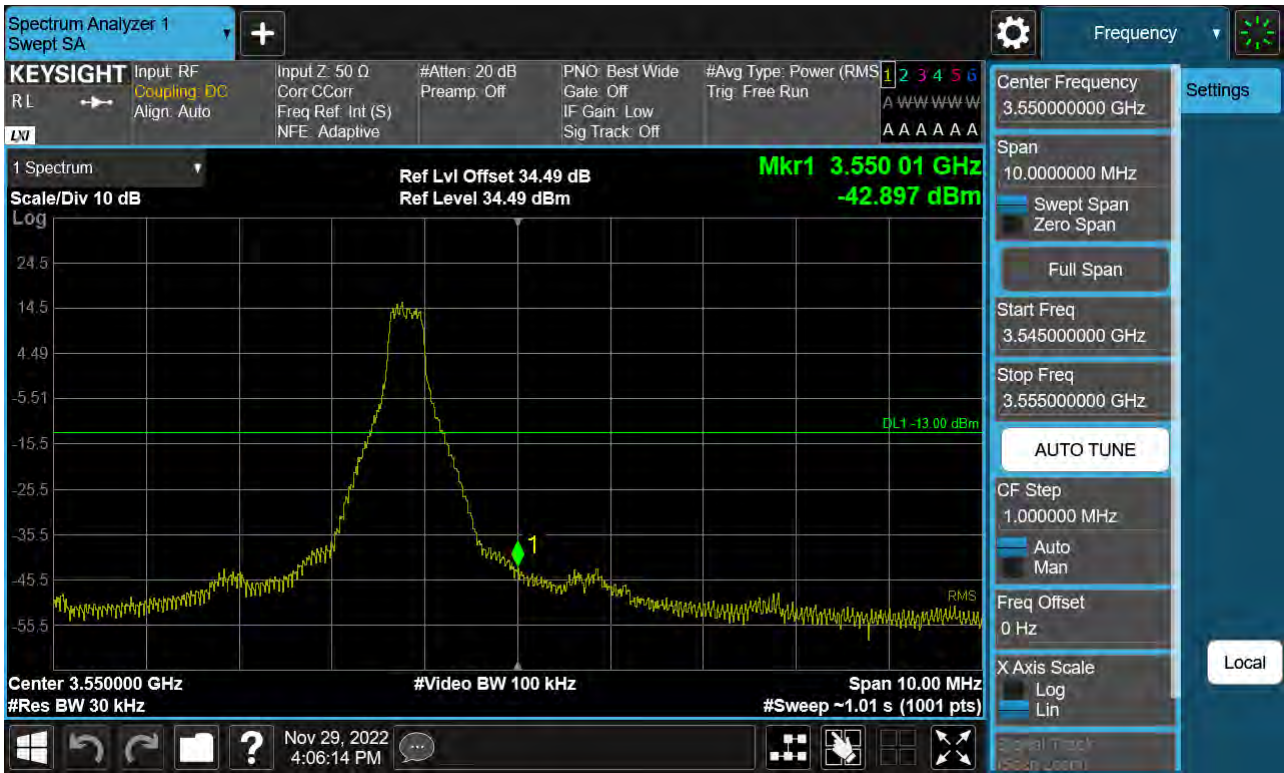 Spectrum Analyzer 1
Swept SA
+
Frequency
KEYSIGHT
RL
LXI
Input: RF
Coupling: DC
Align: Auto
Input Z: 50 Ω
Corr CCorr
Freq Ref: Int (S)
NFE: Adaptive
#Atten: 20 dB
Preamp: Off
PNO: Best Wide
Gate: Off
IF Gain: Low
Sig Track: Off
#Avg Type: Power (RMS
Trig: Free Run
1 2 3 4 5 6
A W W W W W
A A A A A A
1 Spectrum
Scale/Div 10 dB
Log
Ref Lvl Offset 34.49 dB
Ref Level 34.49 dBm
Mkr1 3.550 01 GHz
-42.897 dBm
24.5
14.5
4.49
-5.51
-15.5
-25.5
-35.5
-45.5
-55.5
DL1 -13.00 dBm
1
RMS
Center 3.550000 GHz
#Res BW 30 kHz
#Video BW 100 kHz
Span 10.00 MHz
#Sweep ~1.01 s (1001 pts)
Center Frequency
3.550000000 GHz
Span
10.0000000 MHz
Swept Span
Zero Span
Full Span
Start Freq
3.545000000 GHz
Stop Freq
3.555000000 GHz
AUTO TUNE
CF Step
1.000000 MHz
Auto
Man
Freq Offset
0 Hz
X Axis Scale
Log
Lin
Signal Track
(Span Zoom)
Settings
Local
?
Nov 29, 2022
4:06:14 PM